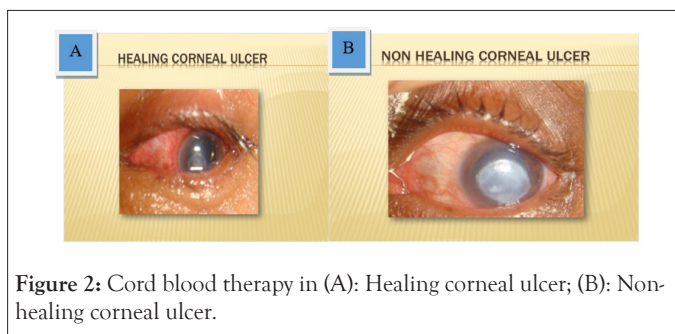 A
HEALING CORNEAL ULCER
B
NON HEALING CORNEAL ULCER
Figure 2: Cord blood therapy in (A): Healing corneal ulcer; (B): Non-
healing corneal ulcer.